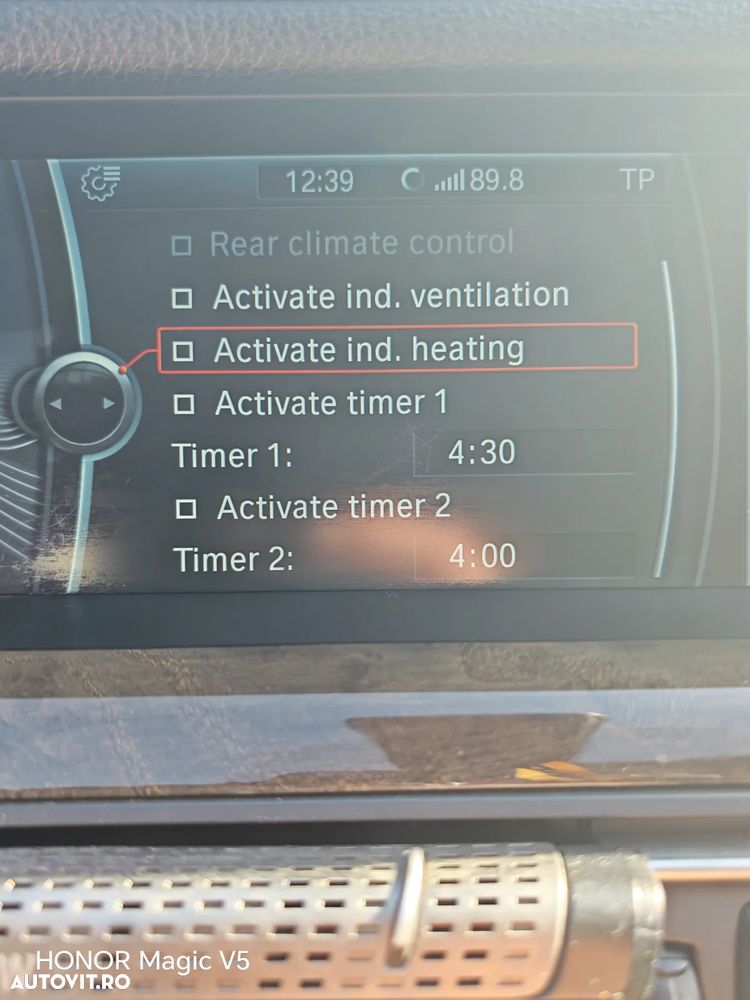 12:39 89.8 TP
Rear climate control
Activate ind. ventilation
Activate ind. heating
Activate timer 1
Timer 1: 4:30
Activate timer 2
Timer 2: 4:00
HONOR Magic V5
AUTOVIT.RO